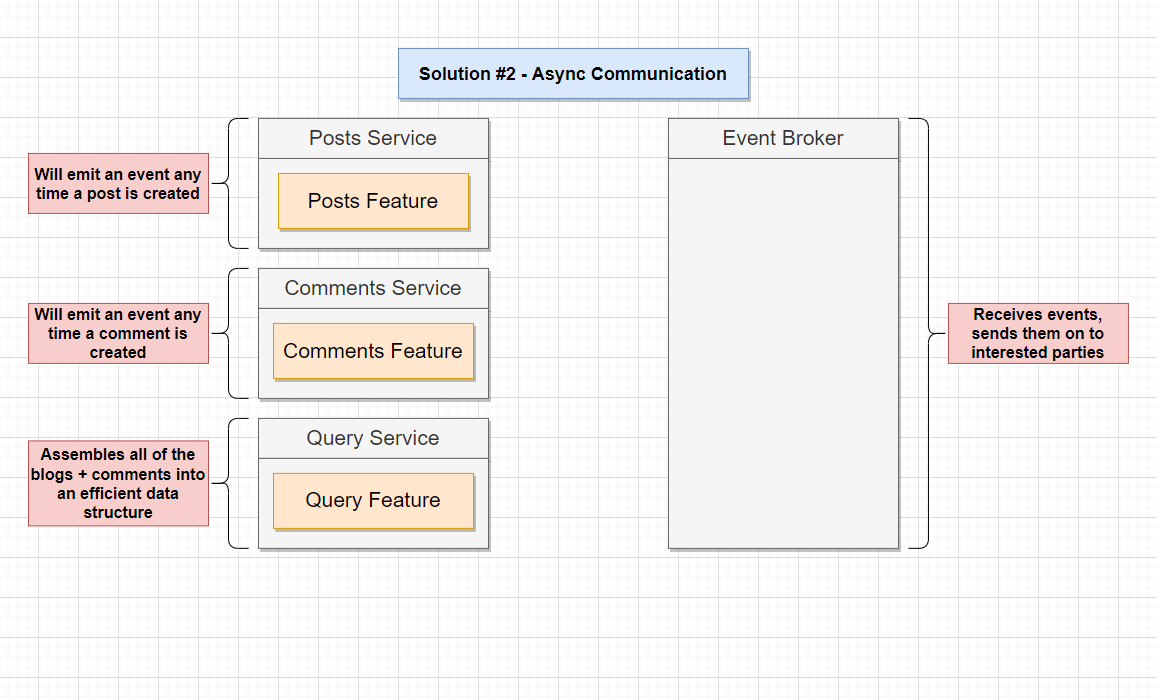 Solution #2 - Async Communication
Posts Service
Event Broker
Will emit an event any
time a post is created
Posts Feature
Comments Service
Will emit an event any
time a comment is
created
Comments Feature
Receives events,
sends them on to
interested parties
Query Service
Assembles all of the
blogs + comments into
an efficient data
structure
Query Feature